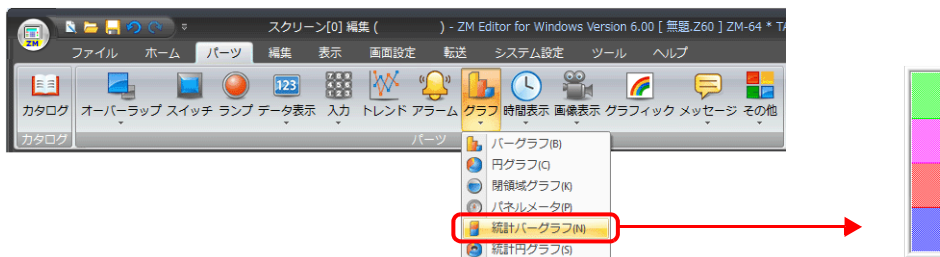 スクリーン[0] 編集 ( ) - ZM Editor for Windows Version 6.00 [ 無題.Z60 ] ZM-64 * TA
ZM
ファイル ホーム パーツ 編集 表示 画面設定 転送 システム設定 ツール ヘルプ
123
カタログ オーバーラップ スイッチ ランプ データ表示 入力 トレンド アラーム グラフ 時間表示 画像表示 グラフィック メッセージ その他
カタログ パーツ
バーグラフ(B)
円グラフ(C)
閉領域グラフ(K)
パネルメータ(P)
統計バーグラフ(N)
統計円グラフ(S)